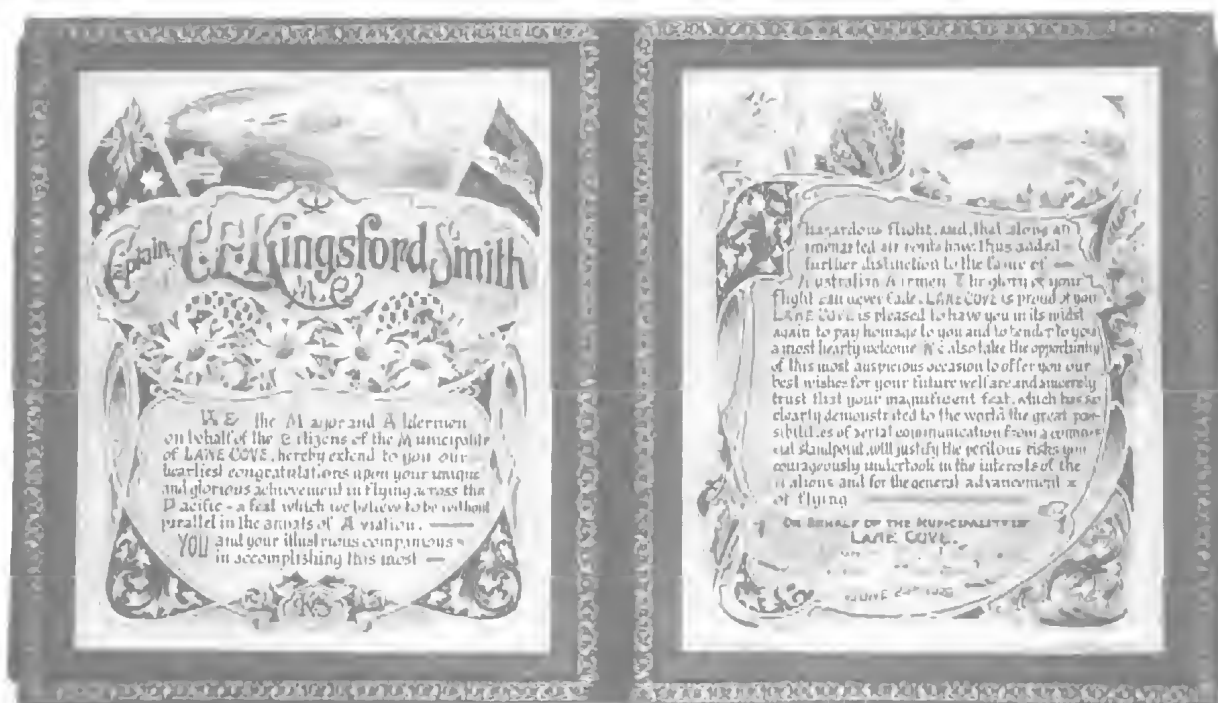 Captain C.E. Kingsford Smith
M.C.
WE the Mayor and Aldermen
on behalf of the Citizens of the Municipality
of LANE COVE, hereby extend to you our
heartiest congratulations upon your unique
and glorious achievement in flying across the
Pacific - a feat which we believe to be without
parallel in the annals of Aviation.
YOU and your illustrious companions
in accomplishing this most
hazardous flight, and, that along an
uncharted air route have thus added
further distinction to the fame of
Australian Airmen The glory of your
flight can never fade. LANE COVE is proud of you
LANE COVE is pleased to have you in its midst
again to pay homage to you and to tender to you
a most hearty welcome We also take the opportunity
of this most auspicious occasion to offer you our
best wishes for your future welfare and sincerely
trust that your magnificent feat, which has so
clearly demonstrated to the world the great pos-
sibilities of aerial communication from a commer-
cial standpoint, will justify the perilous risks you
courageously undertook in the interests of the
Nations and for the general advancement
of flying
ON BEHALF OF THE MUNICIPALITY OF
LANE COVE.
JUNE
KS